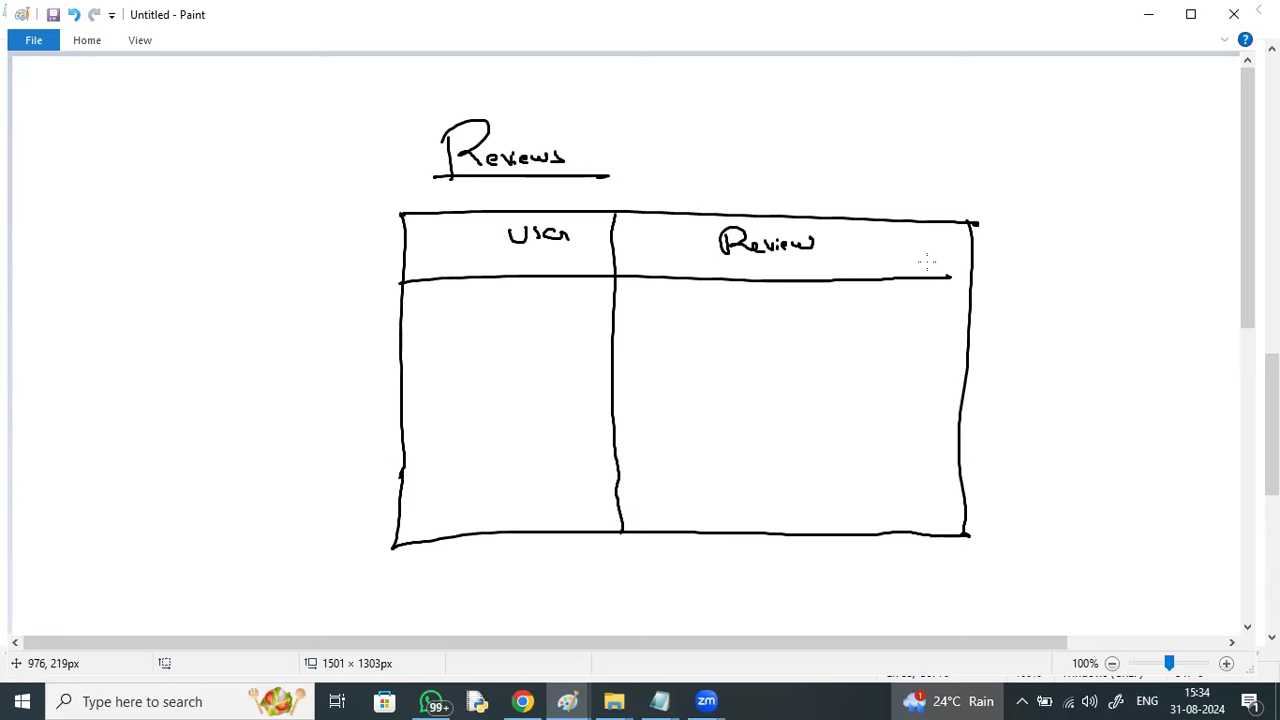 Untitled - Paint
File Home View
Reviews
User Review
976, 219px 1501 × 1303px 100%
Type here to search 99+ zm 24°C Rain ENG 15:34
31-08-2024